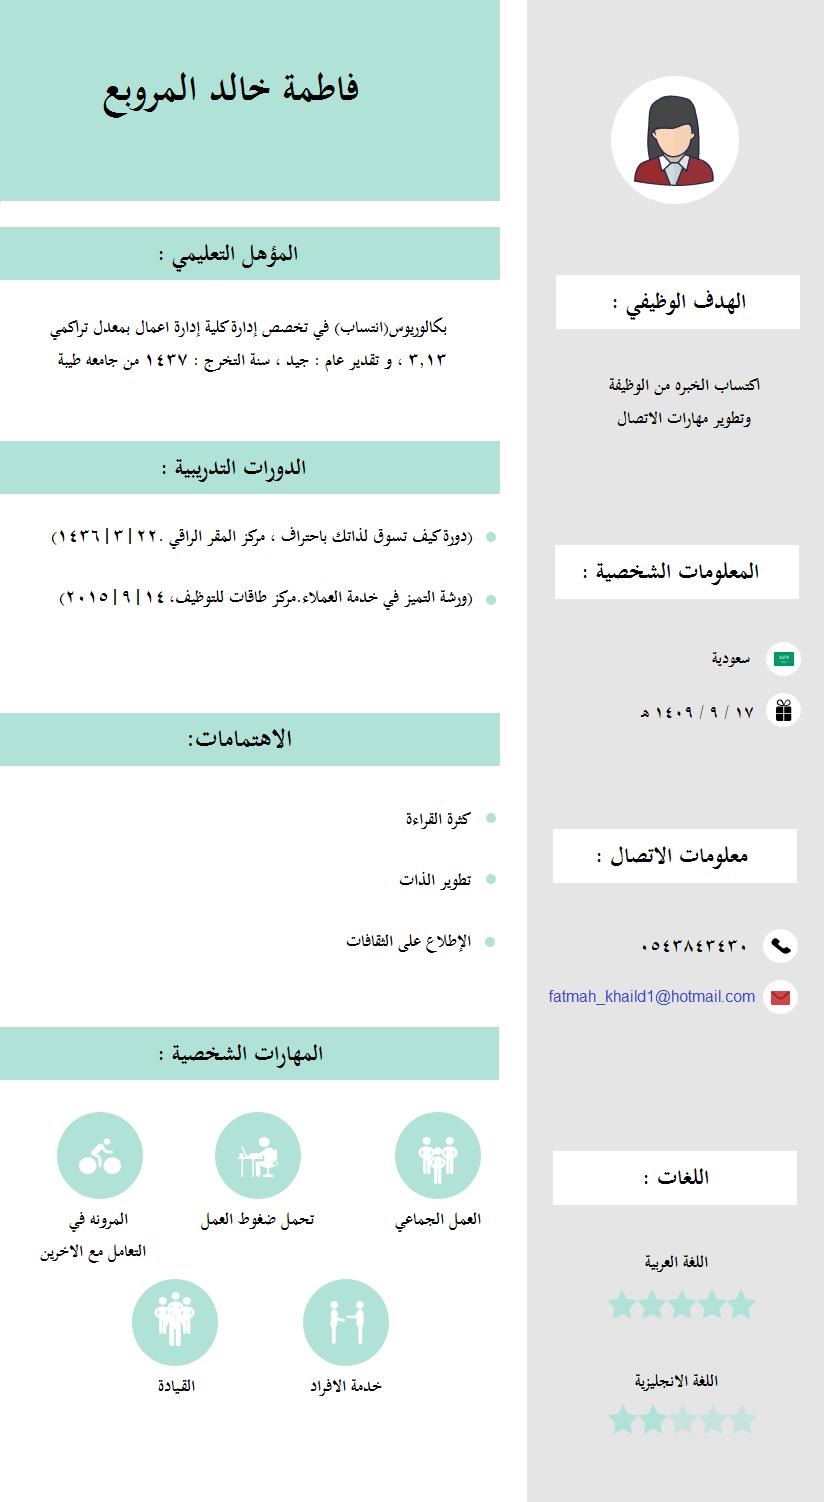 فاطمة خالد المروبع
المؤهل التعليمي :
بكالوريوس(انتساب) في تخصص إدارة كلية إدارة اعمال بمعدل تراكمي
٣,١٣ ، و تقدير عام : جيد ، سنة التخرج : ١٤٣٧ من جامعه طيبة
الدورات التدريبية :
(دورة كيف تسوق لذاتك باحتراف ، مركز المقر الراقي .٢٢|٣|١٤٣٦)
(ورشة التميز في خدمة العملاء.مركز طاقات للتوظيف، ١٤|٩|٢٠١٥)
الاهتمامات:
كثرة القراءة
تطوير الذات
الإطلاع على الثقافات
المهارات الشخصية :
العمل الجماعي
تحمل ضغوط العمل
المرونه في
التعامل مع الاخرين
خدمة الافراد
القيادة
الهدف الوظيفي :
اكتساب الخبره من الوظيفة
وتطوير مهارات الاتصال
المعلومات الشخصية :
سعودية
١٧ / ٩ / ١٤٠٩ هـ
معلومات الاتصال :
٠٥٤٣٨٤٣٤٣٠
fatmah_khaild1@hotmail.com
اللغات :
اللغة العربية
اللغة الانجليزية